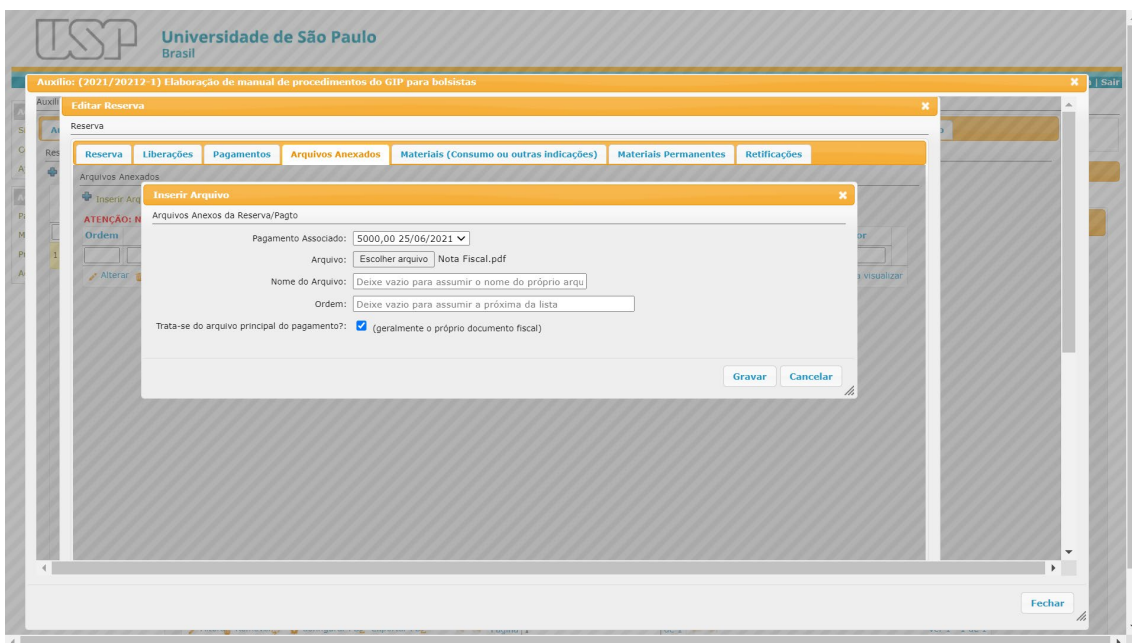 USP
Universidade de São Paulo
Brasil
Auxílio: (2021/20212-1) Elaboração de manual de procedimentos do GIP para bolsistas
| Sair
Editar Reserva
Reserva
Reserva Liberações Pagamentos Arquivos Anexados Materiais (Consumo ou outras indicações) Materiais Permanentes Retificações
Arquivos Anexados
Inserir Arq
Inserir Arquivo
ATENÇÃO: N
Arquivos Anexos da Reserva/Pagto
Ordem
Pagamento Associado: 5000,00 25/06/2021
Arquivo: Escolher arquivo Nota Fiscal.pdf
Alterar
a visualizar
Nome do Arquivo: Deixe vazio para assumir o nome do próprio arqu
Ordem: Deixe vazio para assumir a próxima da lista
Trata-se do arquivo principal do pagamento?: (geralmente o próprio documento fiscal)
Gravar Cancelar
Fechar